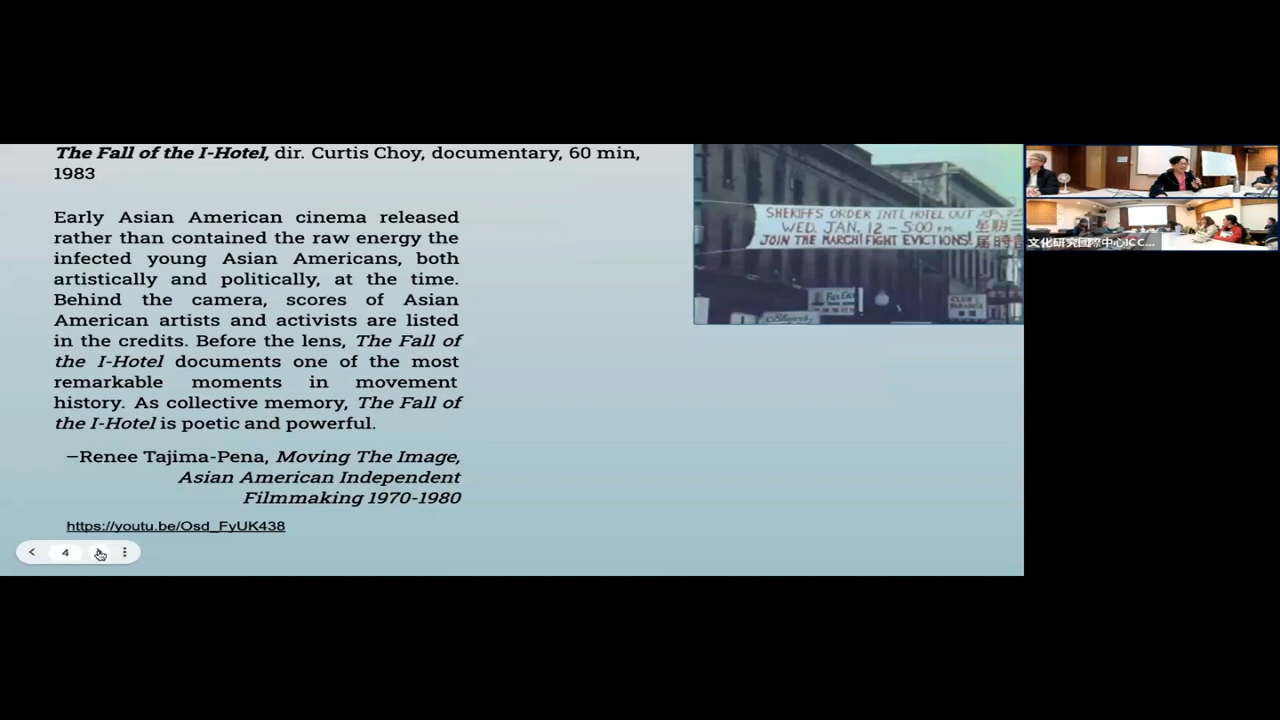 The Fall of the I-Hotel, dir. Curtis Choy, documentary, 60 min,
1983
Early Asian American cinema released
rather than contained the raw energy the
infected young Asian Americans, both
artistically and politically, at the time.
Behind the camera, scores of Asian
American artists and activists are listed
in the credits. Before the lens, The Fall of
the I-Hotel documents one of the most
remarkable moments in movement
history. As collective memory, The Fall of
the I-Hotel is poetic and powerful.
—Renee Tajima-Pena, Moving The Image,
Asian American Independent
Filmmaking 1970-1980
https://youtu.be/Osd_FyUK438
4
SHERIFFS ORDER INT'L HOTEL OUT
WED. JAN. 12 - 5:00 P.M.
JOIN THE MARCH! FIGHT EVICTIONS!
CLUB
文化研究國際中心ICC...